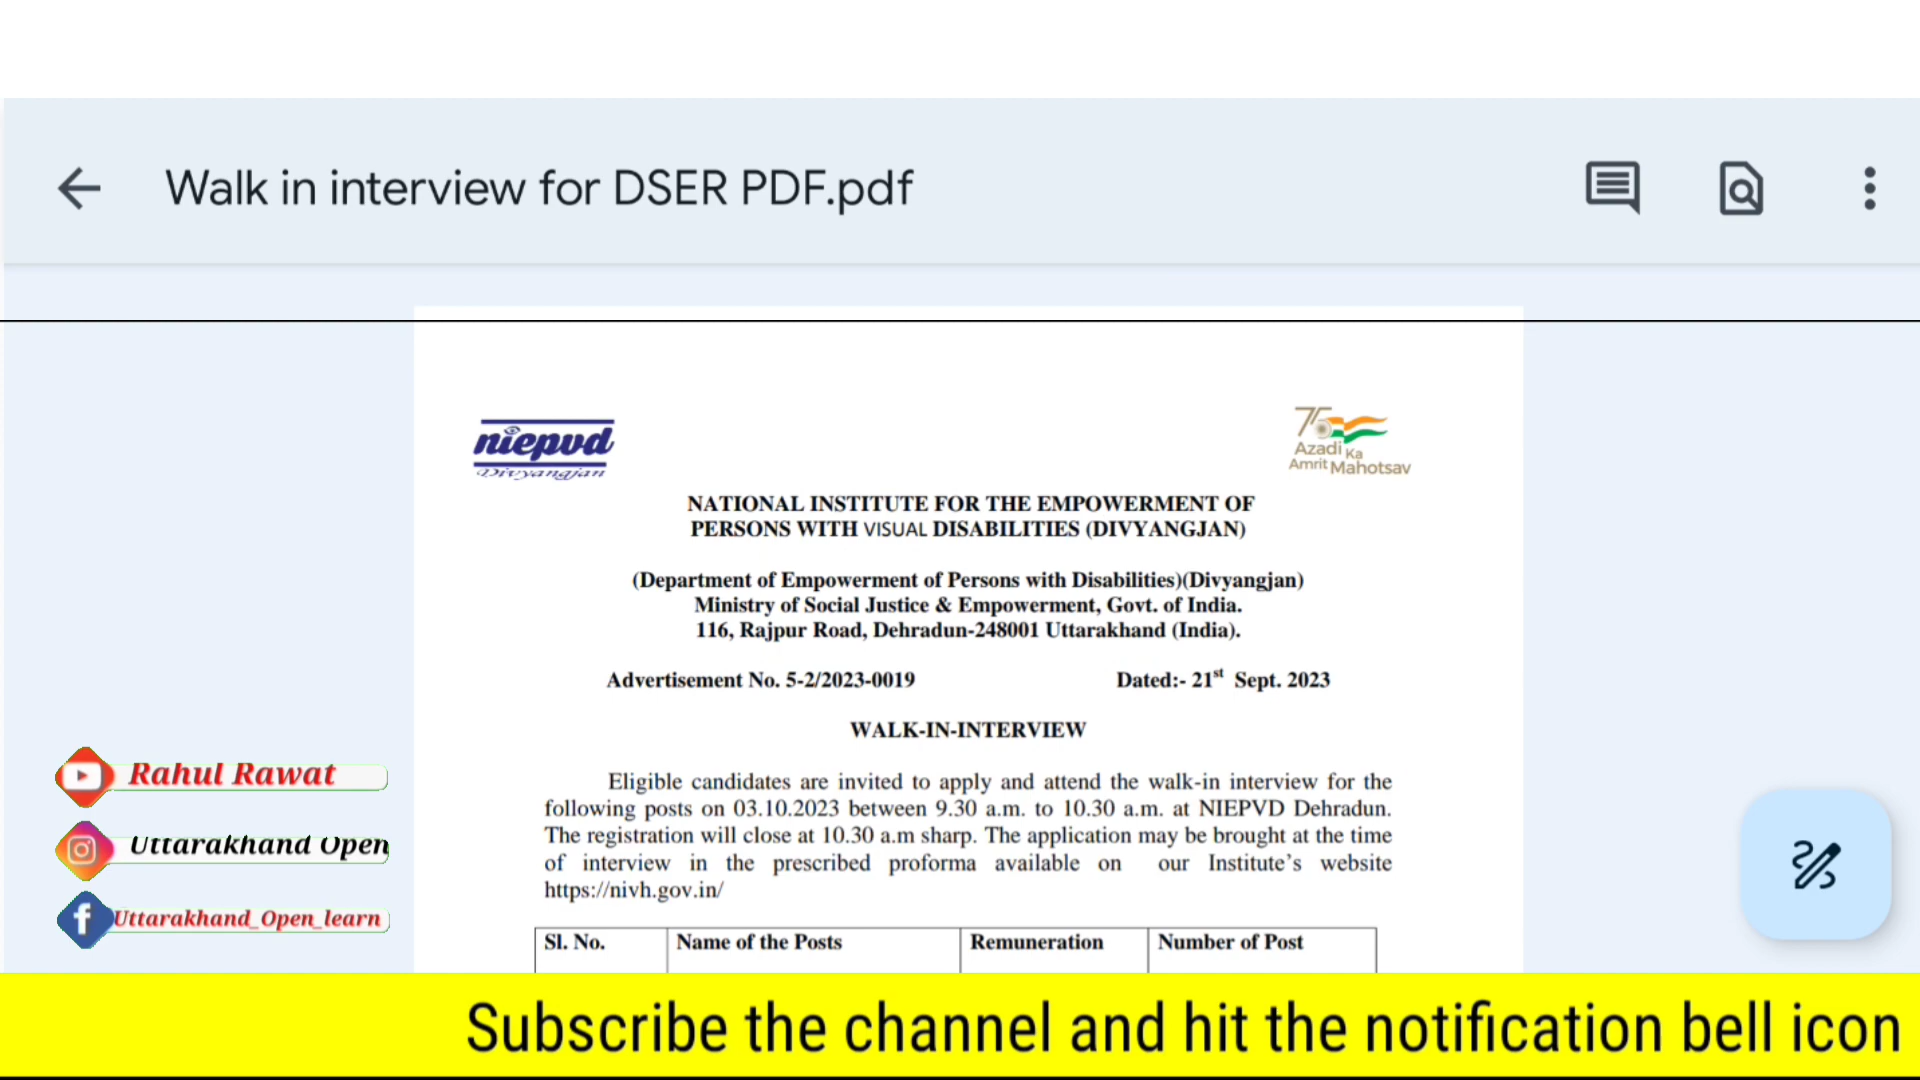 Walk in interview for DSER PDF.pdf
niepvd
Divyangjan
75
Azadi Ka
Amrit Mahotsav
NATIONAL INSTITUTE FOR THE EMPOWERMENT OF
PERSONS WITH VISUAL DISABILITIES (DIVYANGJAN)
(Department of Empowerment of Persons with Disabilities)(Divyangjan)
Ministry of Social Justice & Empowerment, Govt. of India.
116, Rajpur Road, Dehradun-248001 Uttarakhand (India).
Advertisement No. 5-2/2023-0019 Dated:- 21st Sept. 2023
WALK-IN-INTERVIEW
Eligible candidates are invited to apply and attend the walk-in interview for the
following posts on 03.10.2023 between 9.30 a.m. to 10.30 a.m. at NIEPVD Dehradun.
The registration will close at 10.30 a.m sharp. The application may be brought at the time
of interview in the prescribed proforma available on our Institute's website
https://nivh.gov.in/
Sl. No. Name of the Posts Remuneration Number of Post
Rahul Rawat
Uttarakhand Open
Uttarakhand_Open_learn
Subscribe the channel and hit the notification bell icon